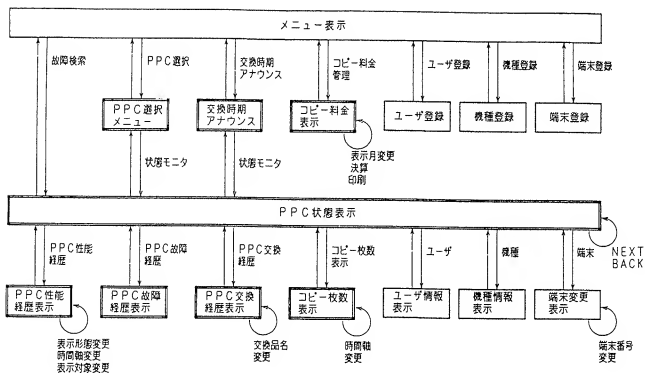 メニュー表示
故障検索
PPC選択
交換時期
アナウンス
コピー料金
管理
ユーザ登録
機種登録
端末登録
PPC選択
メニュー
交換時期
アナウンス
コピー料金
表示
ユーザ登録
機種登録
端末登録
表示月変更
決算
印刷
状態モニタ
状態モニタ
PPC状態表示
NEXT
BACK
PPC性能
経歴
PPC故障
経歴
PPC交換
経歴
コピー枚数
表示
ユーザ
機種
端末
PPC性能
経歴表示
PPC故障
経歴表示
PPC交換
経歴表示
コピー枚数
表示
ユーザ情報
表示
機種情報
表示
端末変更
表示
表示形態変更
時間軸変更
表示対象変更
交換品名
変更
時間軸
変更
端末番号
変更